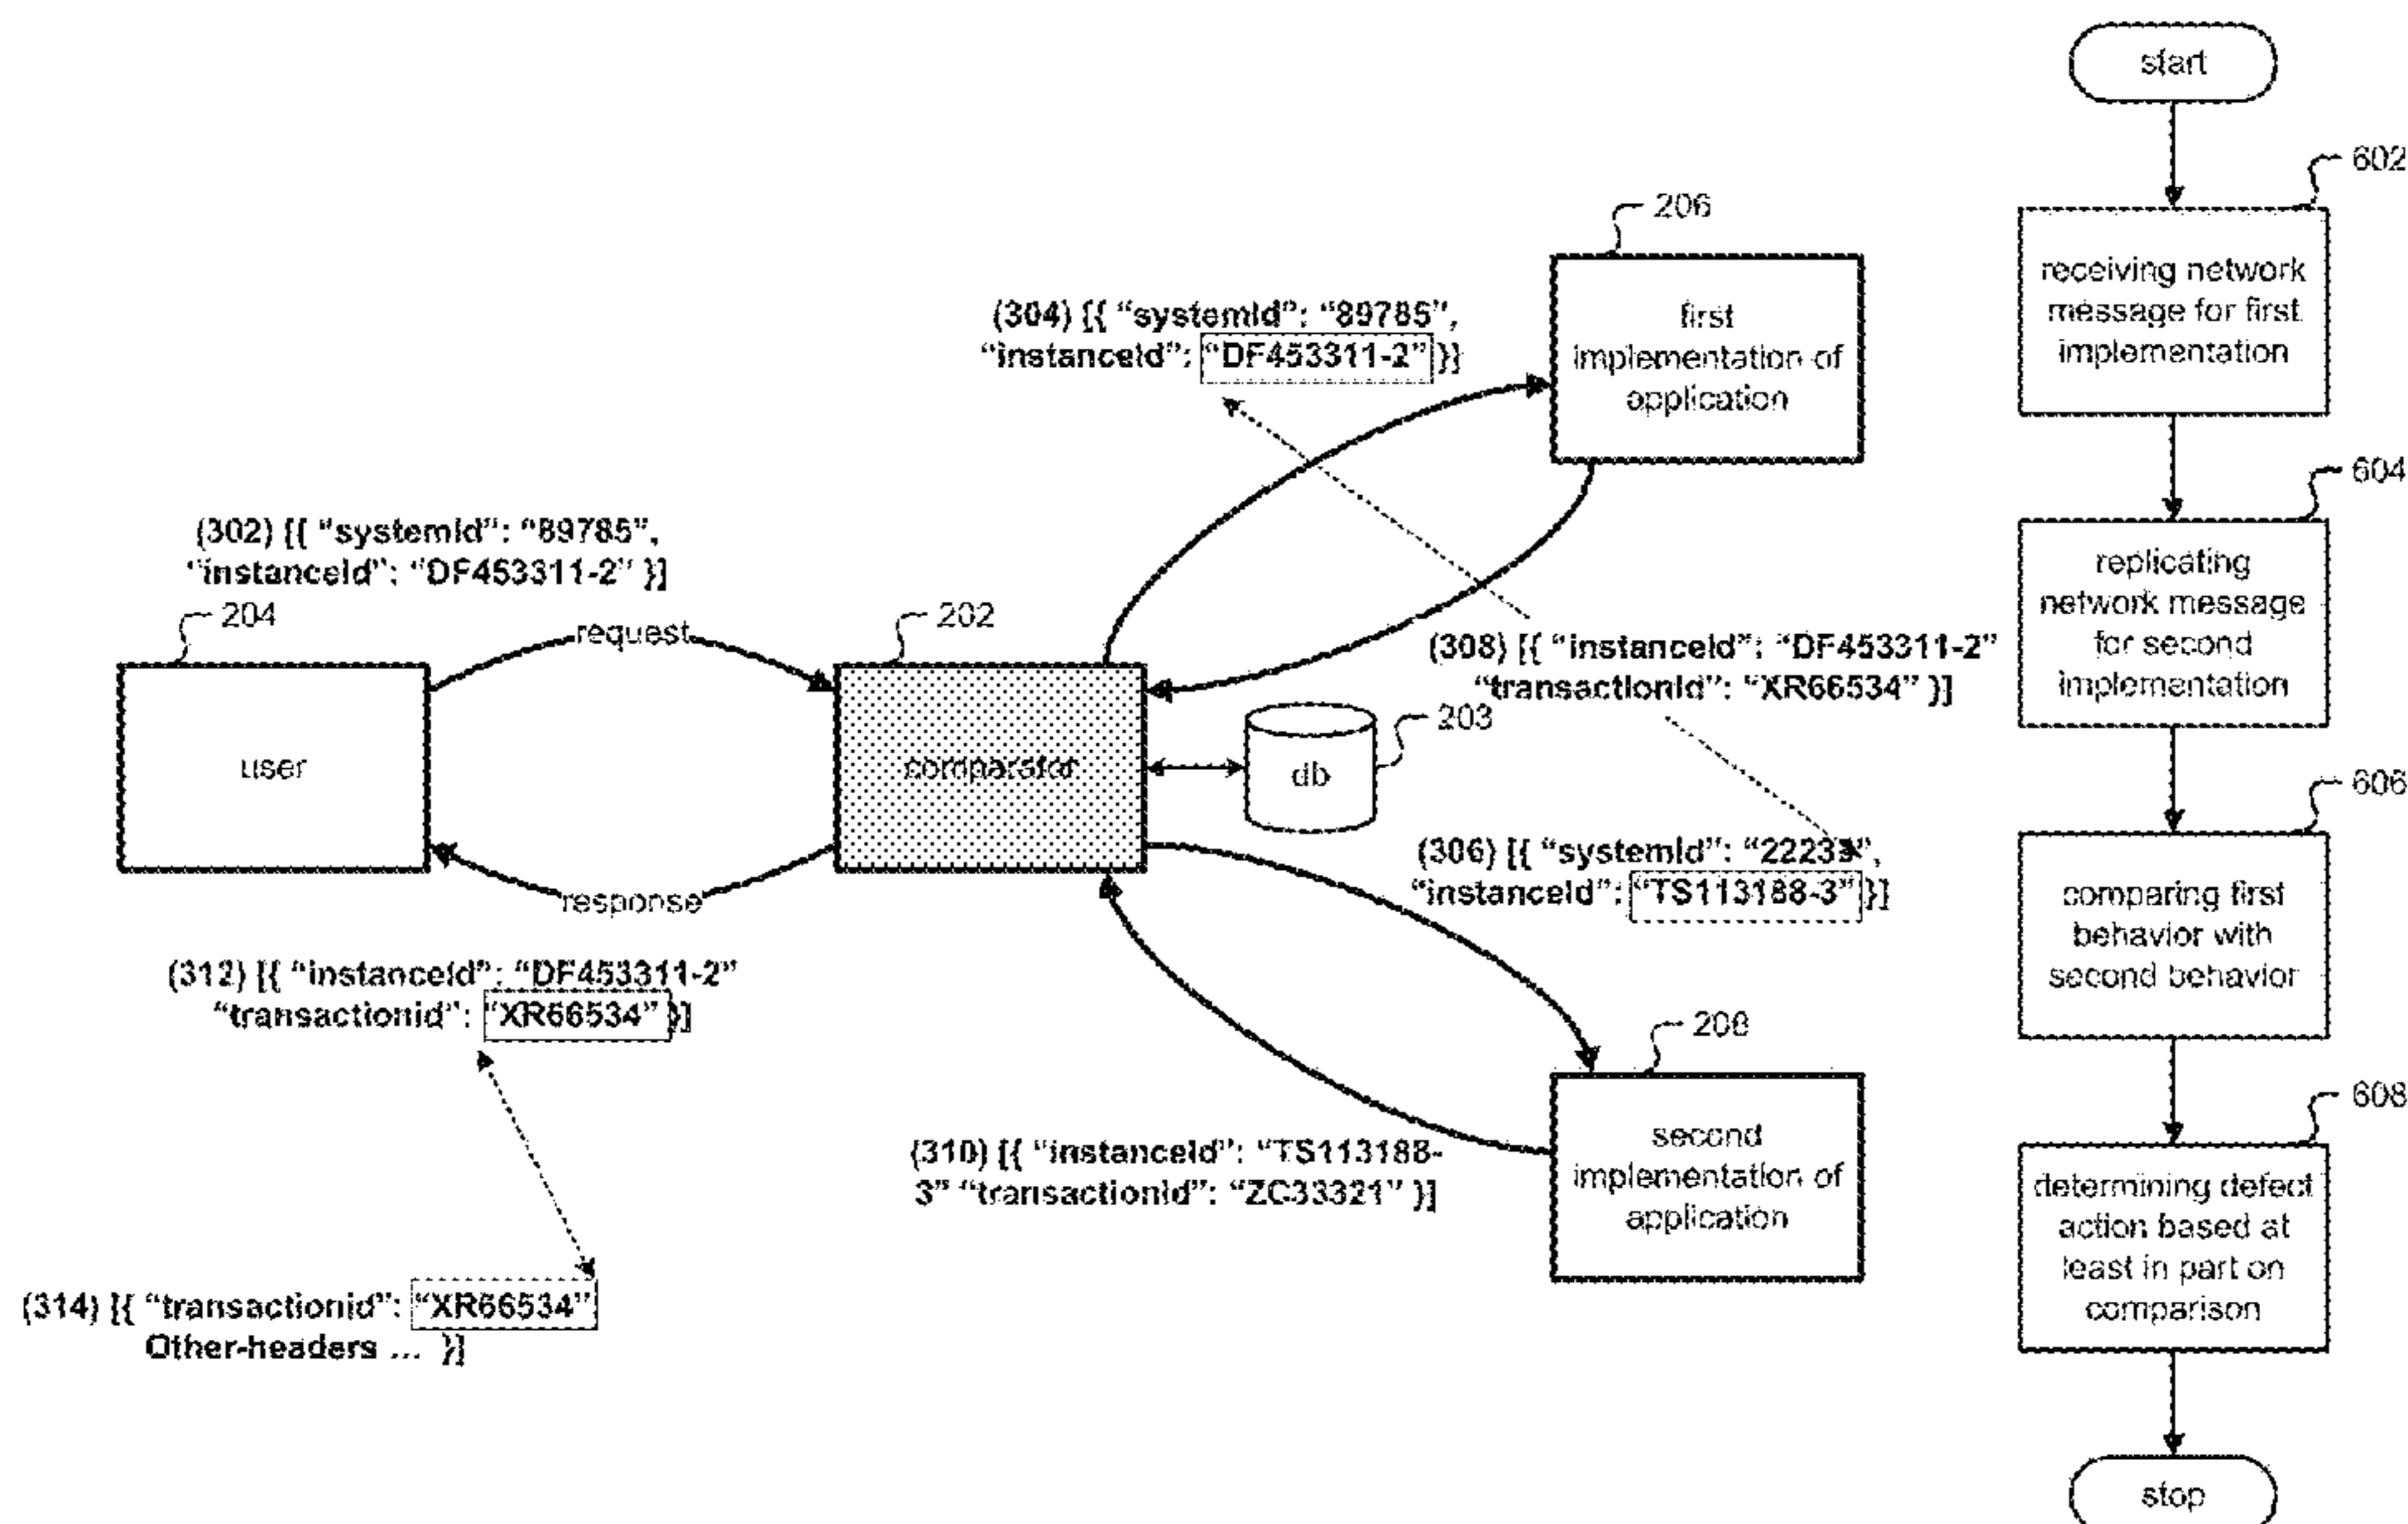 (302) [{ “systemId”: “89785”,
“instanceId”: “DF453311-2” }]
204
request
202
user
comparator
db
203
response
(312) [{ “instanceId”: “DF453311-2”
“transactionid”: “XR66534” }]
(314) [{ “transactionid”: “XR66534”
Other-headers ... }]
(304) [{ “systemId”: “89785”,
“instanceId”: “DF453311-2” }]
206
first
implementation of
application
(308) [{ “instanceId”: “DF453311-2”
“transactionId”: “XR66534” }]
(306) [{ “systemId”:
“instanceId”: “TS113188-3” }]
(310) [{ “instanceId”: “TS113188-
3” “transactionId”: “ZC33321” }]
second
implementation of
application
start
602
receiving network
message for first
implementation
604
replicating
network message
for second
implementation
606
comparing first
behavior with
second behavior
608
determining defect
action based at
least in part on
comparison
stop